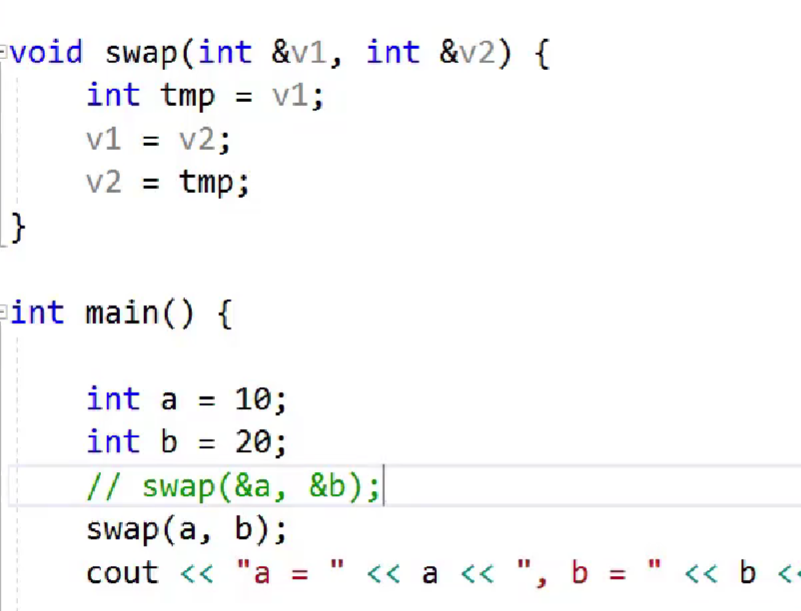 void swap(int &v1, int &v2) {
    int tmp = v1;
    v1 = v2;
    v2 = tmp;
}
int main() {
    int a = 10;
    int b = 20;
    // swap(&a, &b);
    swap(a, b);
    cout << "a = " << a << ", b = " << b <<